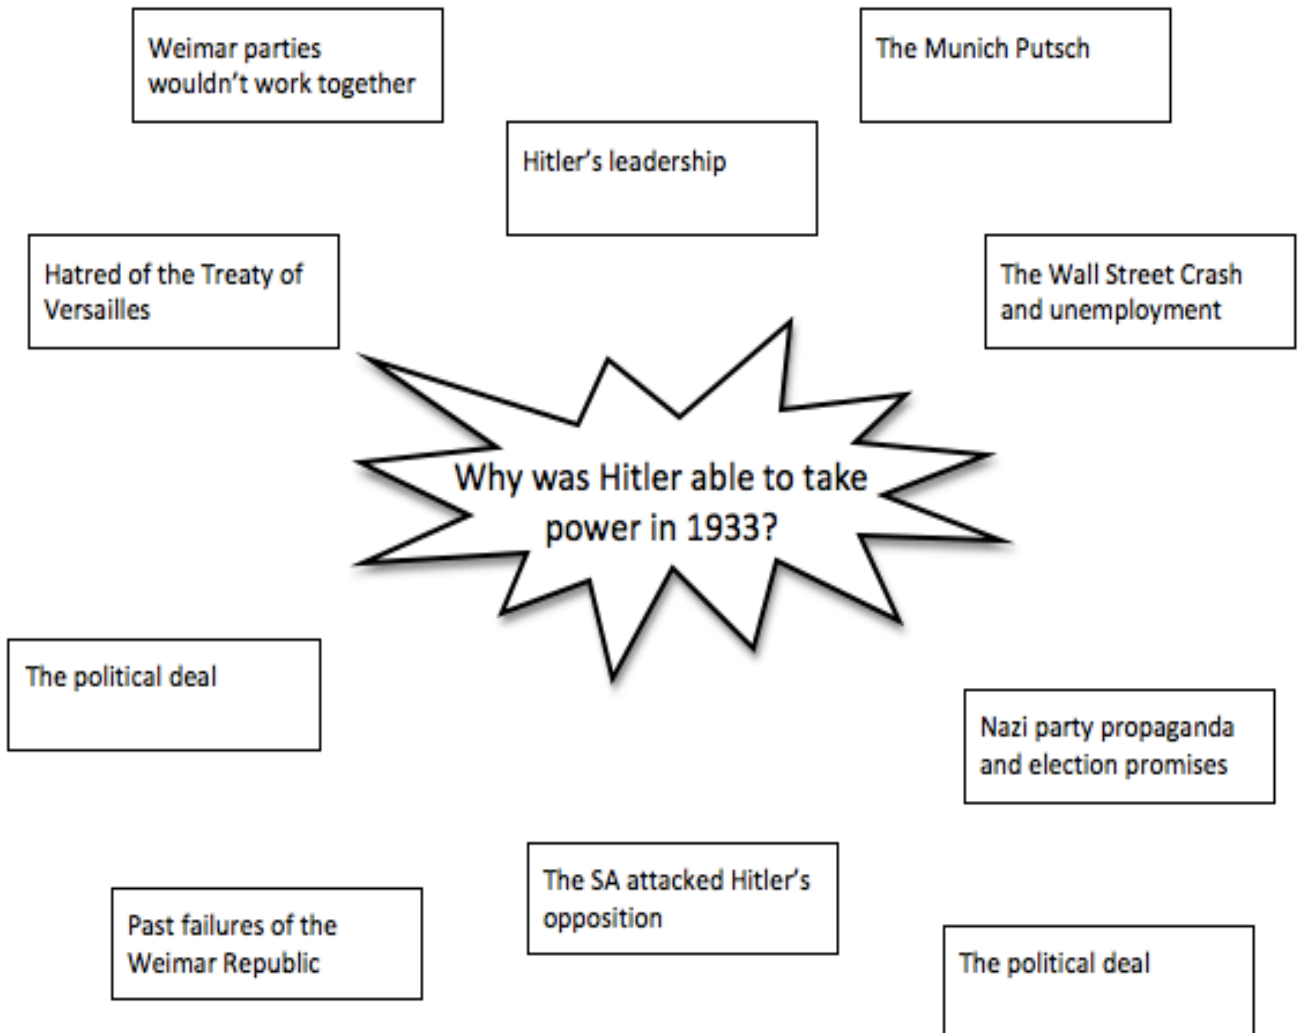 Weimar parties
wouldn't work together
The Munich Putsch
Hitler's leadership
Hatred of the Treaty of
Versailles
The Wall Street Crash
and unemployment
Why was Hitler able to take
power in 1933?
The political deal
Nazi party propaganda
and election promises
The SA attacked Hitler's
opposition
Past failures of the
Weimar Republic
The political deal